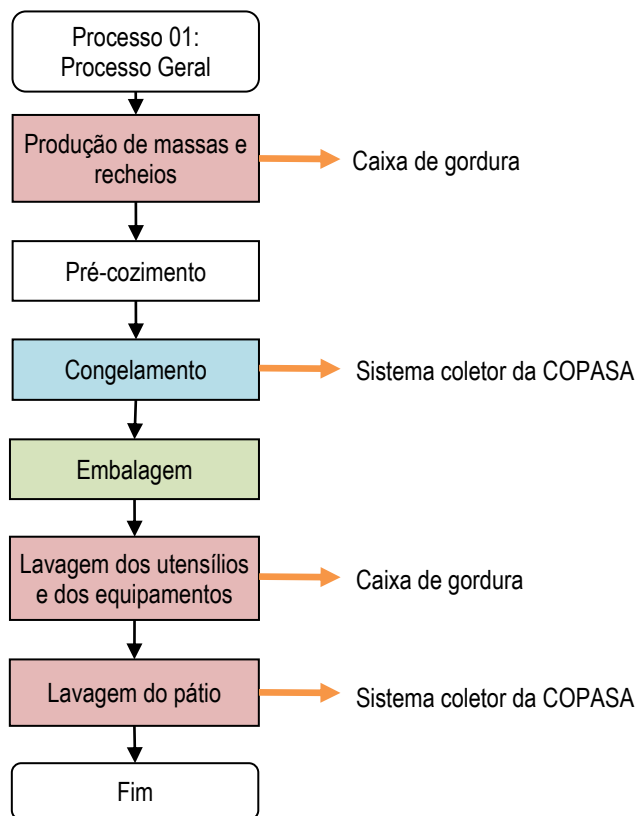 Processo 01:
Processo Geral
Produção de massas e
recheios
Caixa de gordura
Pré-cozimento
Congelamento
Sistema coletor da COPASA
Embalagem
Lavagem dos utensílios
e dos equipamentos
Caixa de gordura
Lavagem do pátio
Sistema coletor da COPASA
Fim